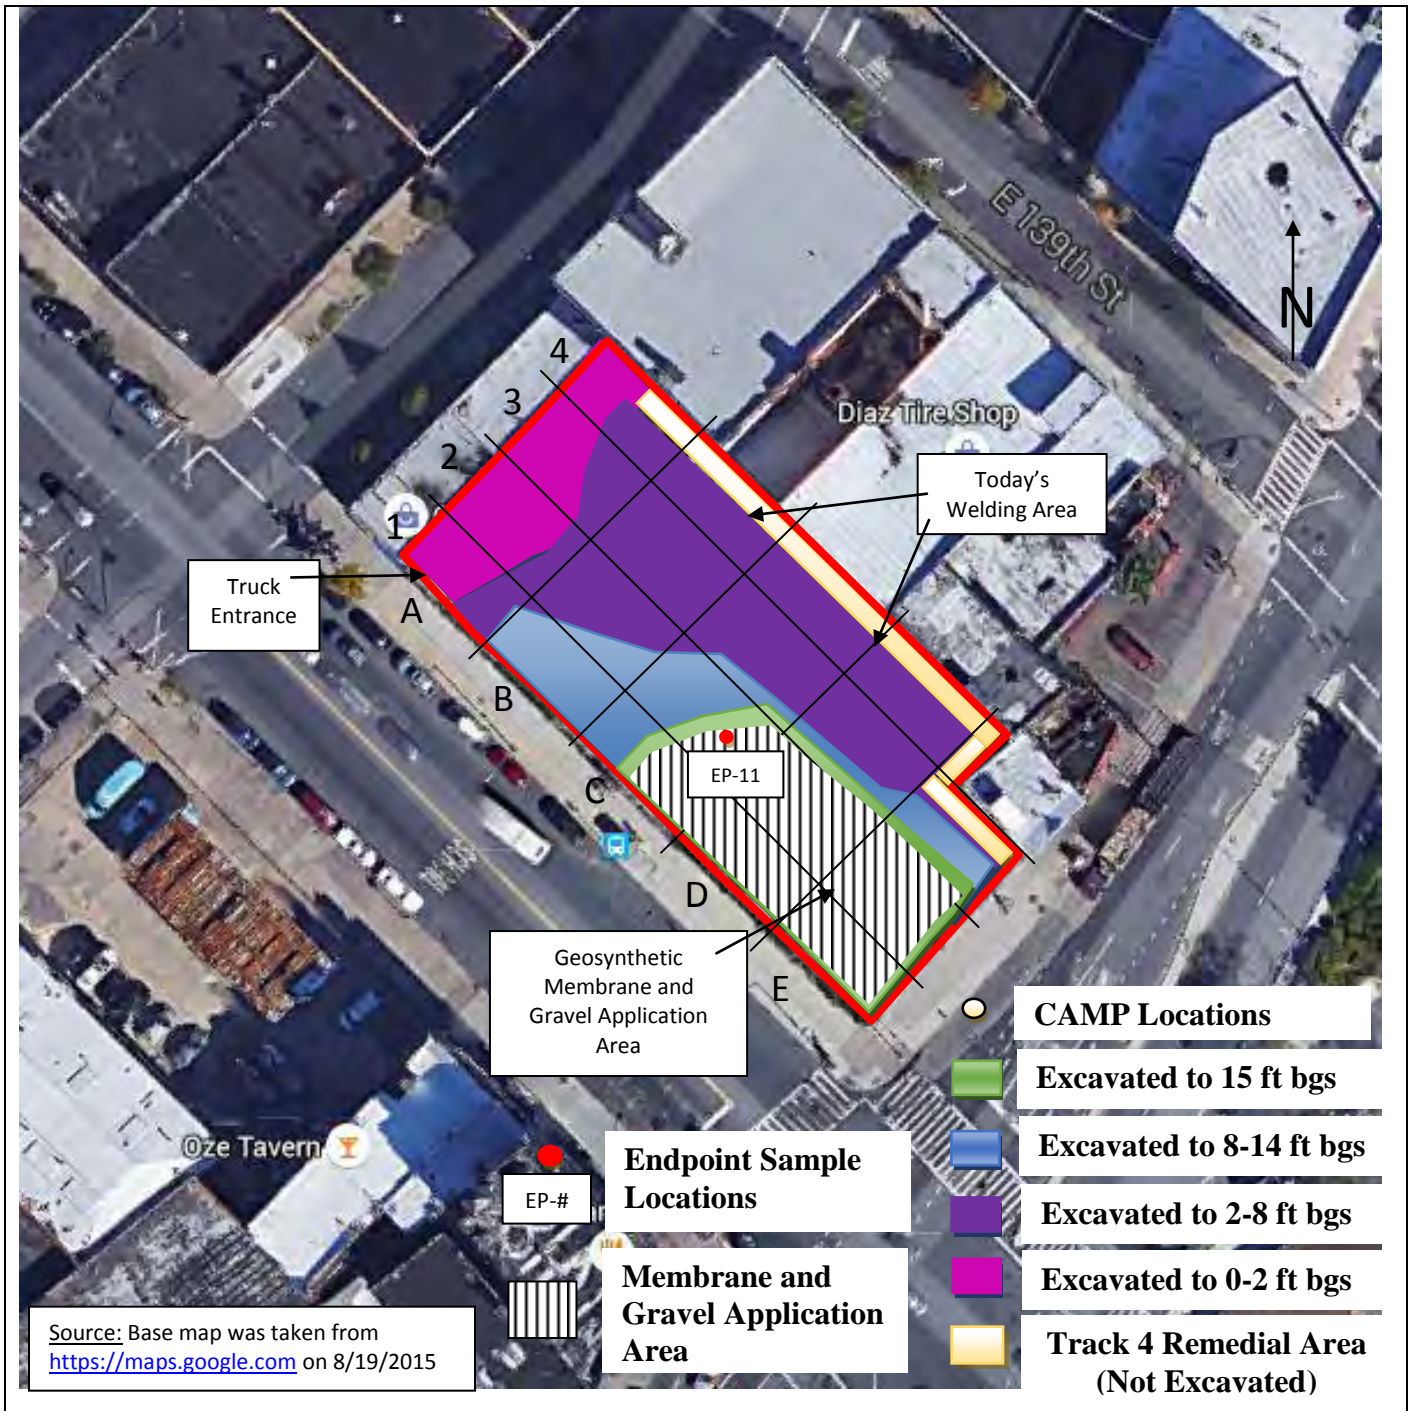 E 139th St
N
4
3
Diaz Tire Shop
2
Today's
Welding Area
1
Truck
Entrance
A
B
EP-11
C
D
Geosynthetic
Membrane and
Gravel Application
Area
E
CAMP Locations
Excavated to 15 ft bgs
Oze Tavern
Endpoint Sample
Locations
EP-#
Excavated to 8-14 ft bgs
Excavated to 2-8 ft bgs
Membrane and
Gravel Application
Area
Excavated to 0-2 ft bgs
Track 4 Remedial Area
(Not Excavated)
Source: Base map was taken from
https://maps.google.com on 8/19/2015